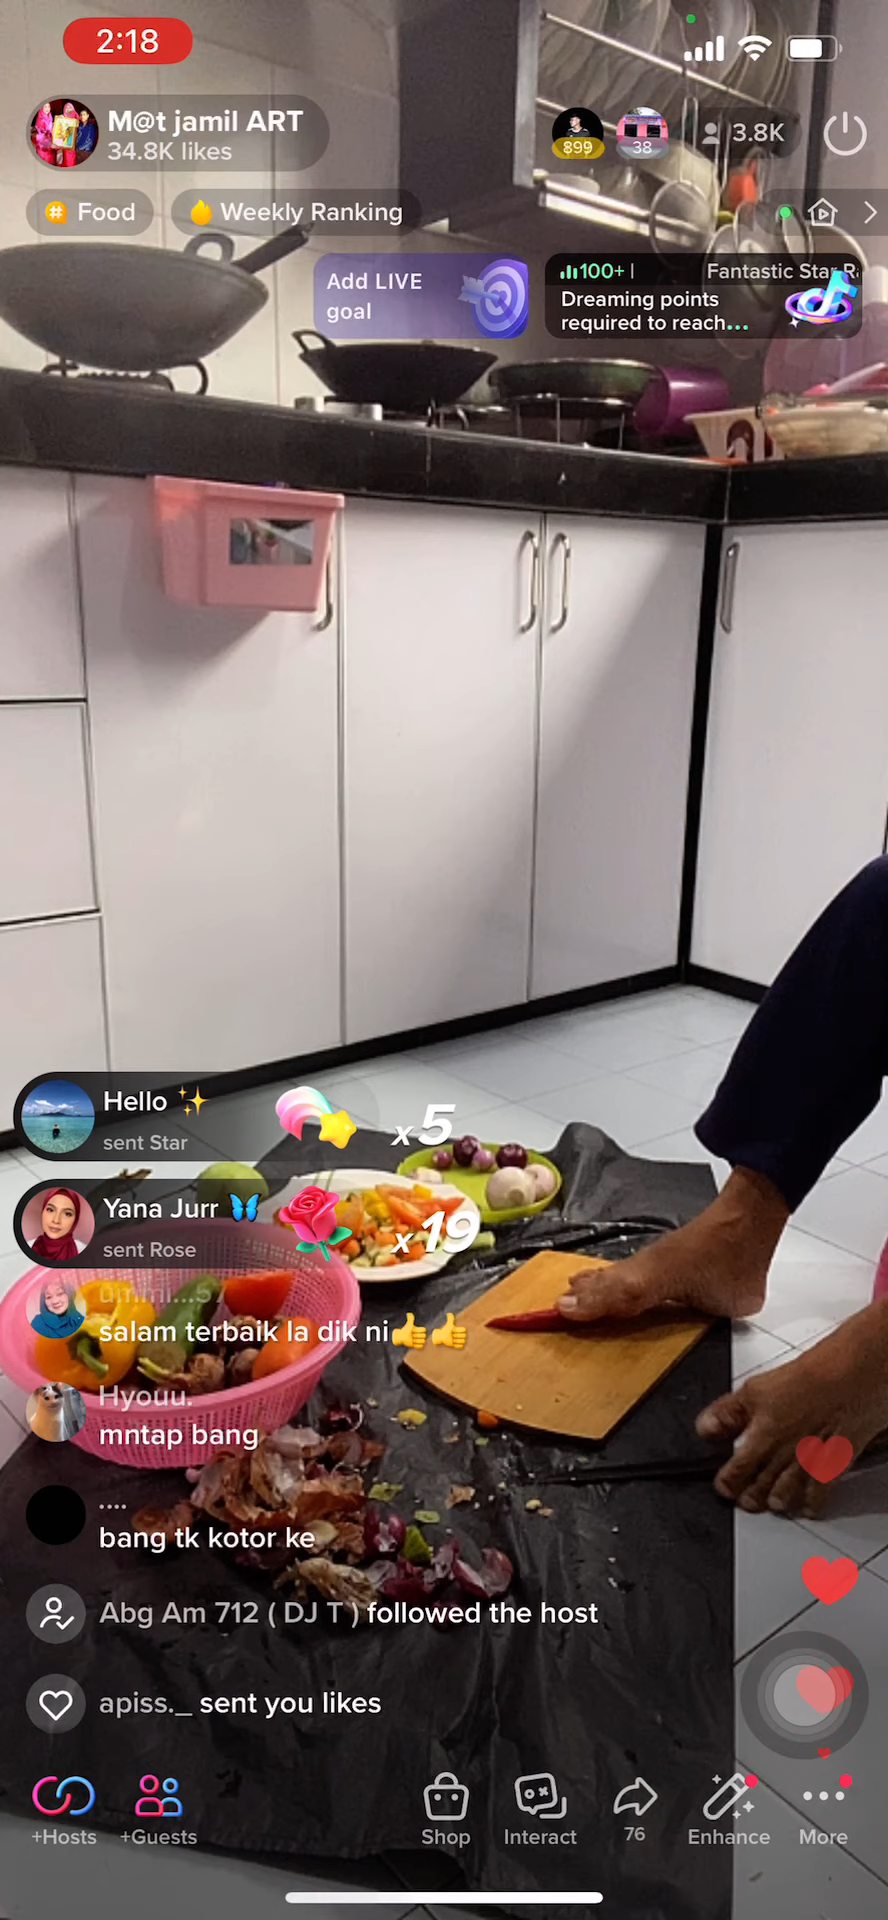 2:18
M@t jamil ART
34.8K likes
899
38
3.8K
Food
Weekly Ranking
Add LIVE
goal
100+ |
Fantastic Star R
Dreaming points
required to reach...
Hello ✨
sent Star
x5
Yana Jurr 🦋
sent Rose
x19
ummi...5
salam terbaik la dik ni👍👍
Hyouu.
mntap bang
....
bang tk kotor ke
Abg Am 712 ( DJ T ) followed the host
apiss._ sent you likes
+Hosts
+Guests
Shop
Interact
76
Enhance
More